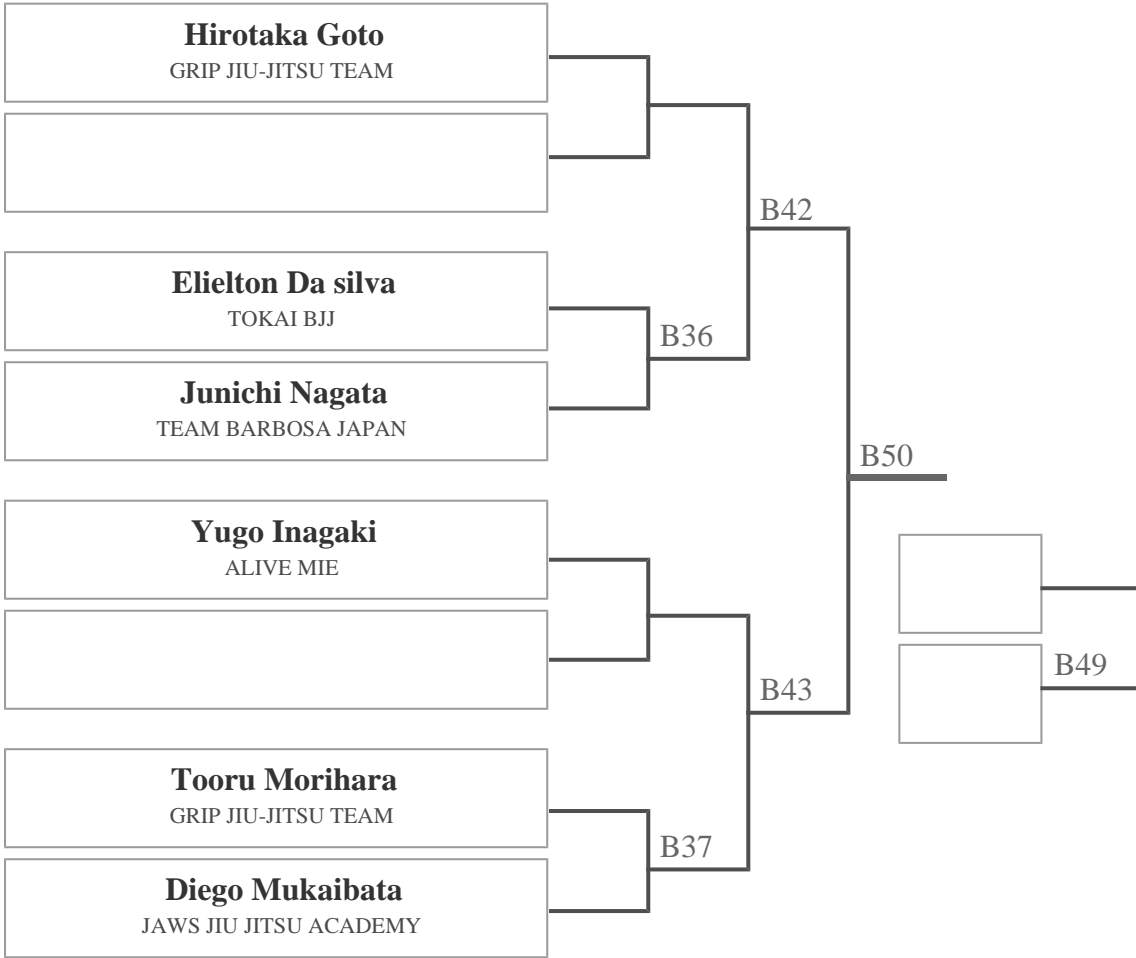 Hirotaka Goto
GRIP JIU-JITSU TEAM
B42
Elielton Da silva
TOKAI BJJ
B36
Junichi Nagata
TEAM BARBOSA JAPAN
B50
Yugo Inagaki
ALIVE MIE
B49
B43
Tooru Morihara
GRIP JIU-JITSU TEAM
B37
Diego Mukaibata
JAWS JIU JITSU ACADEMY